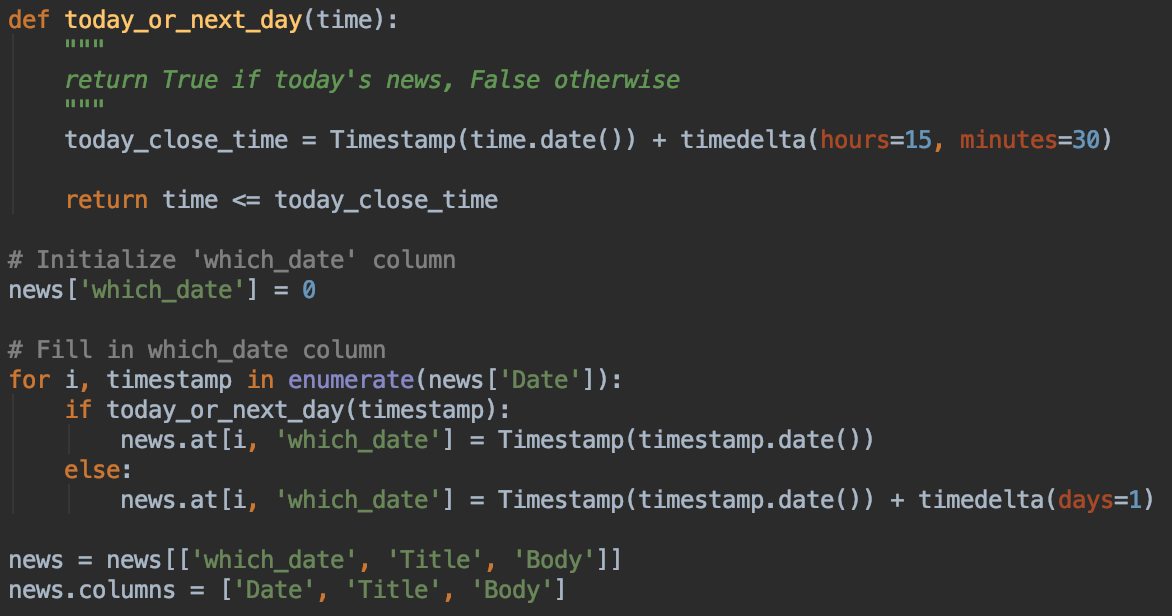 def today_or_next_day(time):
    """
    return True if today's news, False otherwise
    """
    today_close_time = Timestamp(time.date()) + timedelta(hours=15, minutes=30)

    return time <= today_close_time

# Initialize 'which_date' column
news['which_date'] = 0

# Fill in which_date column
for i, timestamp in enumerate(news['Date']):
    if today_or_next_day(timestamp):
        news.at[i, 'which_date'] = Timestamp(timestamp.date())
    else:
        news.at[i, 'which_date'] = Timestamp(timestamp.date()) + timedelta(days=1)

news = news[['which_date', 'Title', 'Body']]
news.columns = ['Date', 'Title', 'Body']